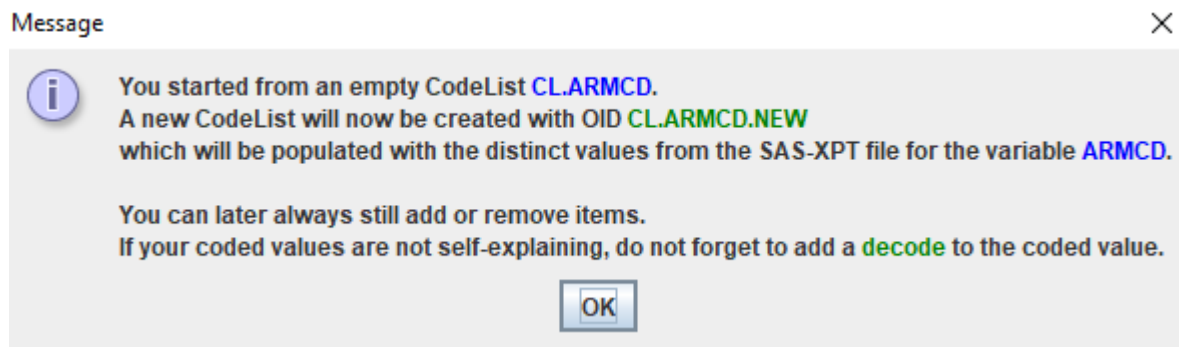 Message
You started from an empty CodeList CL.ARMCD.
A new CodeList will now be created with OID CL.ARMCD.NEW
which will be populated with the distinct values from the SAS-XPT file for the variable ARMCD.
You can later always still add or remove items.
If your coded values are not self-explaining, do not forget to add a decode to the coded value.
OK